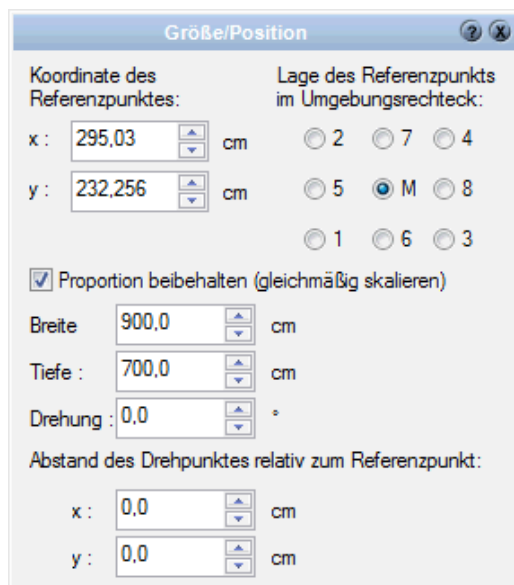 Größe/Position
Koordinate des Referenzpunktes:
x : 295,03 cm
y : 232,256 cm
Lage des Referenzpunkts im Umgebungsrechteck:
2 7 4
5 M 8
1 6 3
Proportion beibehalten (gleichmäßig skalieren)
Breite 900,0 cm
Tiefe : 700,0 cm
Drehung : 0,0 °
Abstand des Drehpunktes relativ zum Referenzpunkt:
x : 0,0 cm
y : 0,0 cm